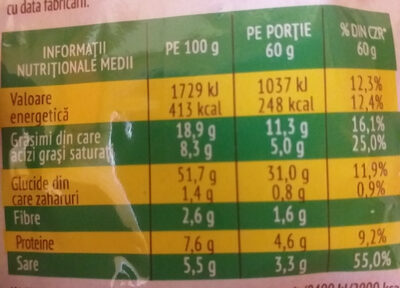 cu data fabricării.
INFORMAȚII NUTRIȚIONALE MEDII PE 100 g PE PORȚIE 60 g % DIN CZR* 60 g
Valoare energetică 1729 kJ 413 kcal 1037 kJ 248 kcal 12,3% 12,4%
Grăsimi din care acizi grași saturați 18,9 g 8,3 g 11,3 g 5,0 g 16,1% 25,0%
Glucide din care zaharuri 51,7 g 1,4 g 31,0 g 0,8 g 11,9% 0,9%
Fibre 2,6 g 1,6 g -
Proteine 7,6 g 4,6 g 9,2%
Sare 5,5 g 3,3 g 55,0%